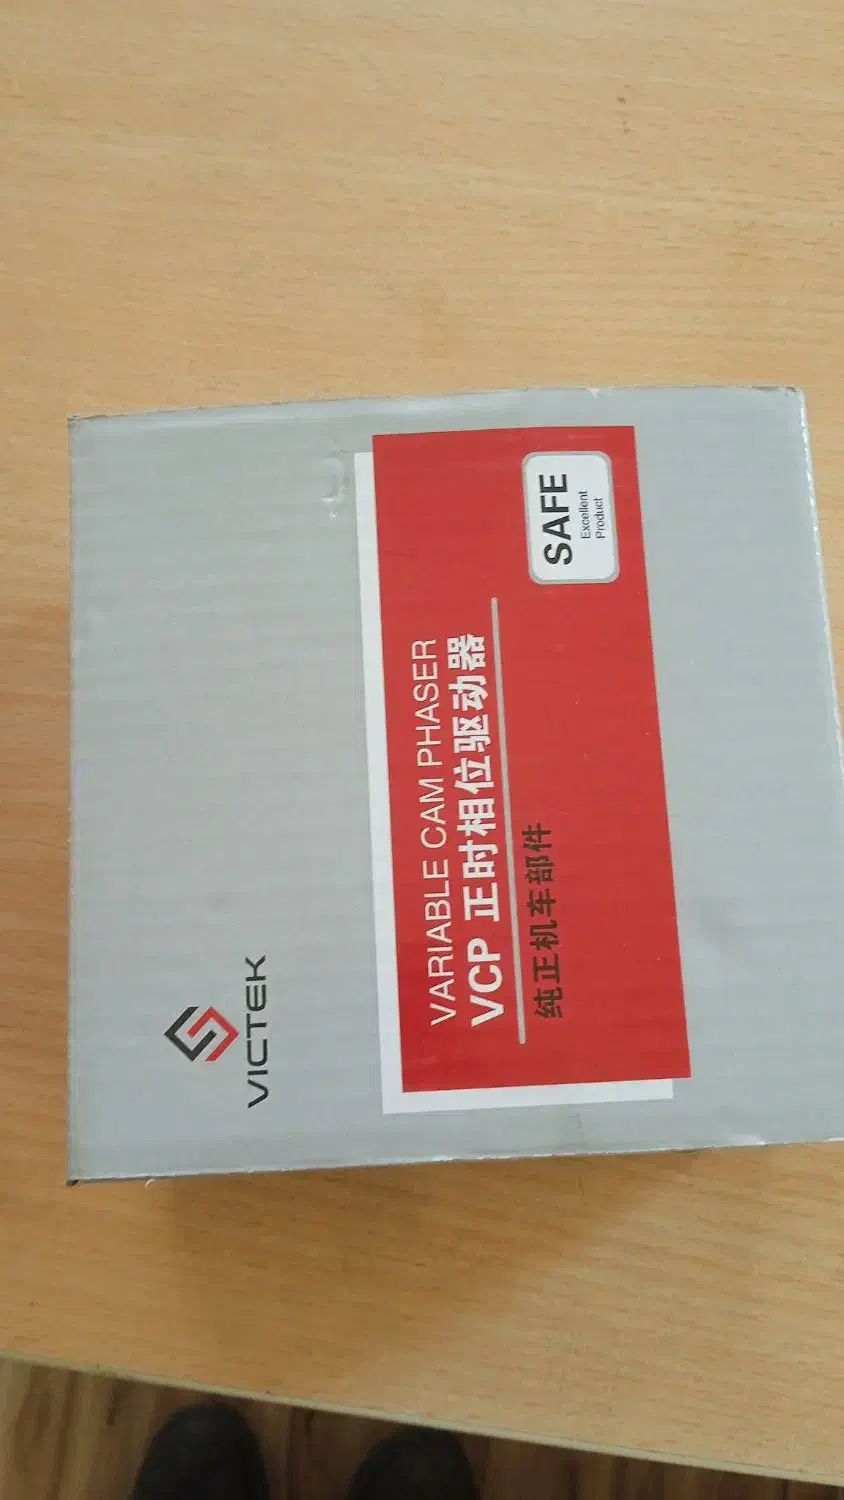 VICTEK
VARIABLE CAM PHASER
VCP 正时相位驱动器
纯正机车部件
SAFE
Excellent
Product